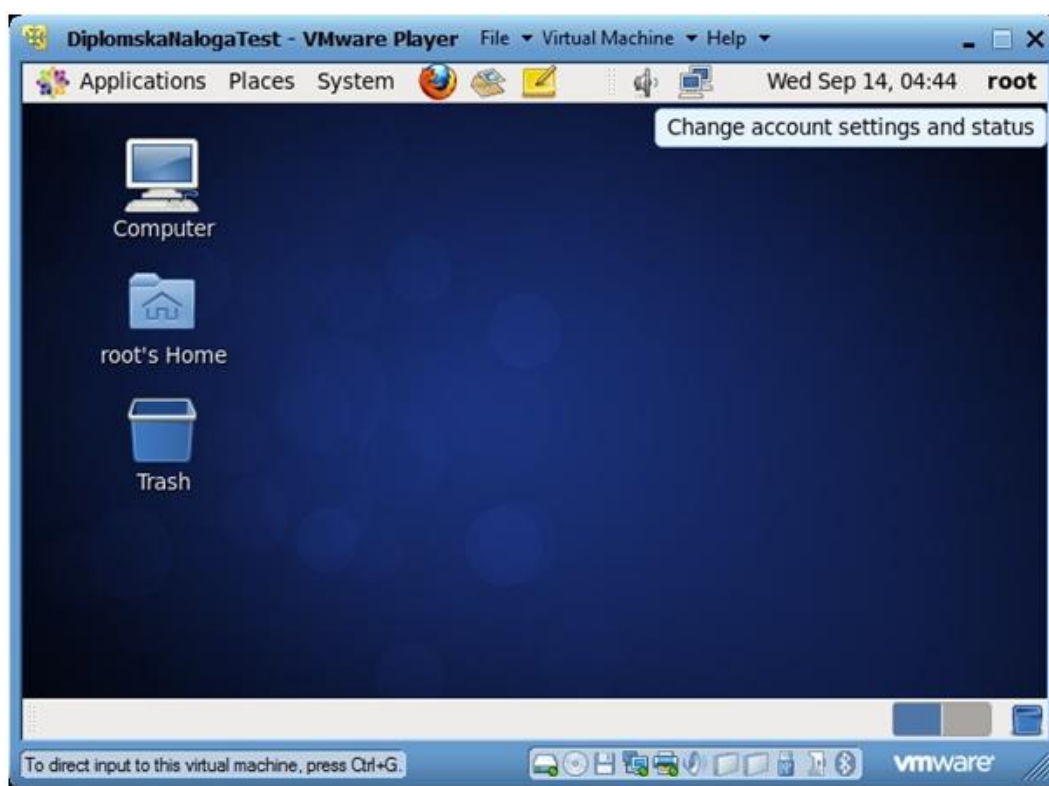 DiplomskaNalogaTest - VMware Player File Virtual Machine Help
Applications Places System Wed Sep 14, 04:44 root
Change account settings and status
Computer
root's Home
Trash
To direct input to this virtual machine, press Ctrl+G.
vmware